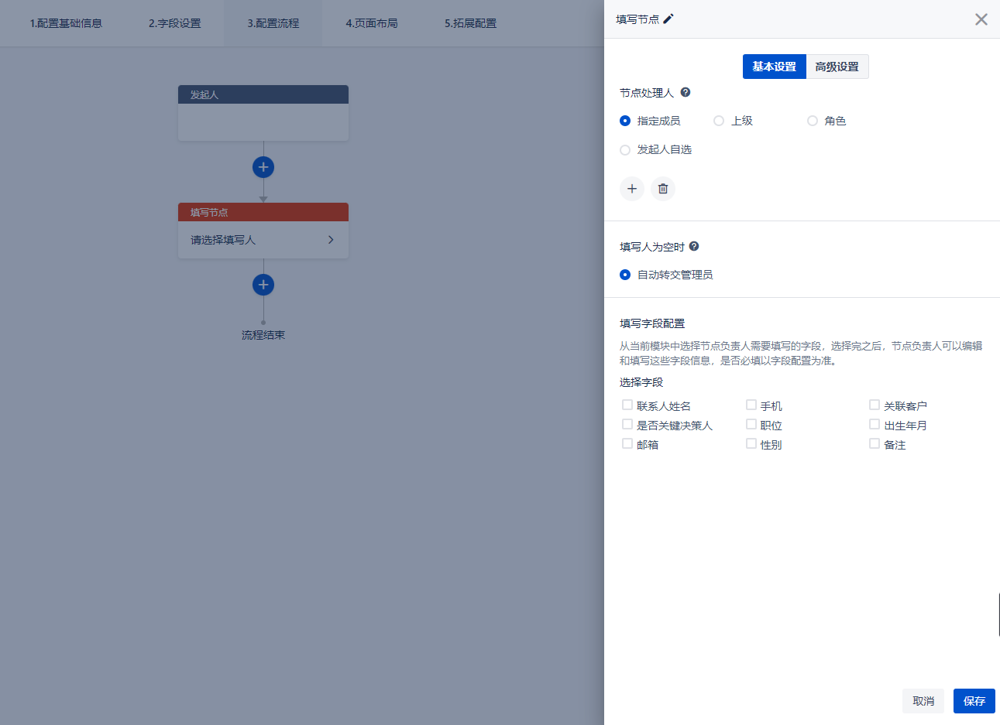 1.配置基础信息
2.字段设置
3.配置流程
4.页面布局
5.拓展配置
发起人
填写节点
请选择填写人
流程结束
填写节点
基本设置
高级设置
节点处理人
指定成员
上级
角色
发起人自选
填写人为空时
自动转交管理员
填写字段配置
从当前模块中选择节点负责人需要填写的字段，选择完之后，节点负责人可以编辑
和填写这些字段信息，是否必填以字段配置为准。
选择字段
联系人姓名
手机
关联客户
是否关键决策人
职位
出生年月
邮箱
性别
备注
取消
保存